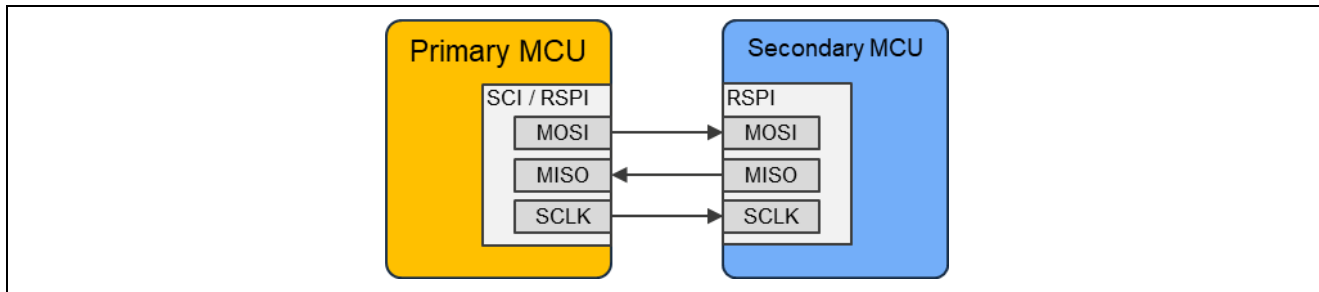 Primary MCU
SCI / RSPI
MOSI
MISO
SCLK
Secondary MCU
RSPI
MOSI
MISO
SCLK